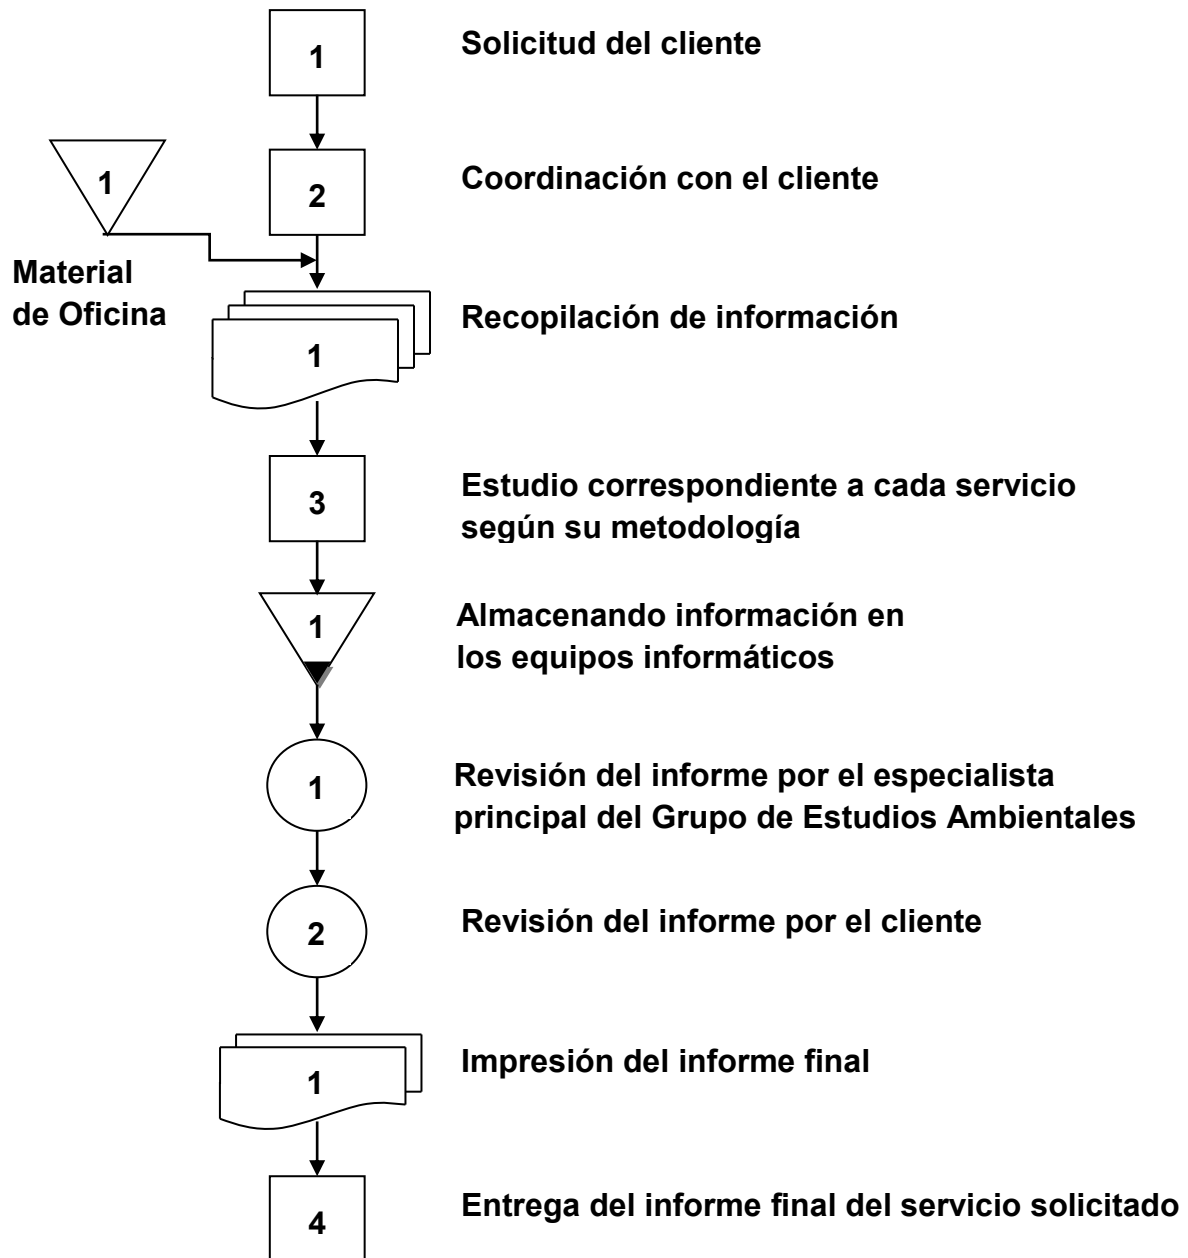 1
Solicitud del cliente
1
2
Coordinación con el cliente
Material
de Oficina
1
Recopilación de información
3
Estudio correspondiente a cada servicio
según su metodología
1
Almacenando información en
los equipos informáticos
1
Revisión del informe por el especialista
principal del Grupo de Estudios Ambientales
2
Revisión del informe por el cliente
1
Impresión del informe final
4
Entrega del informe final del servicio solicitado